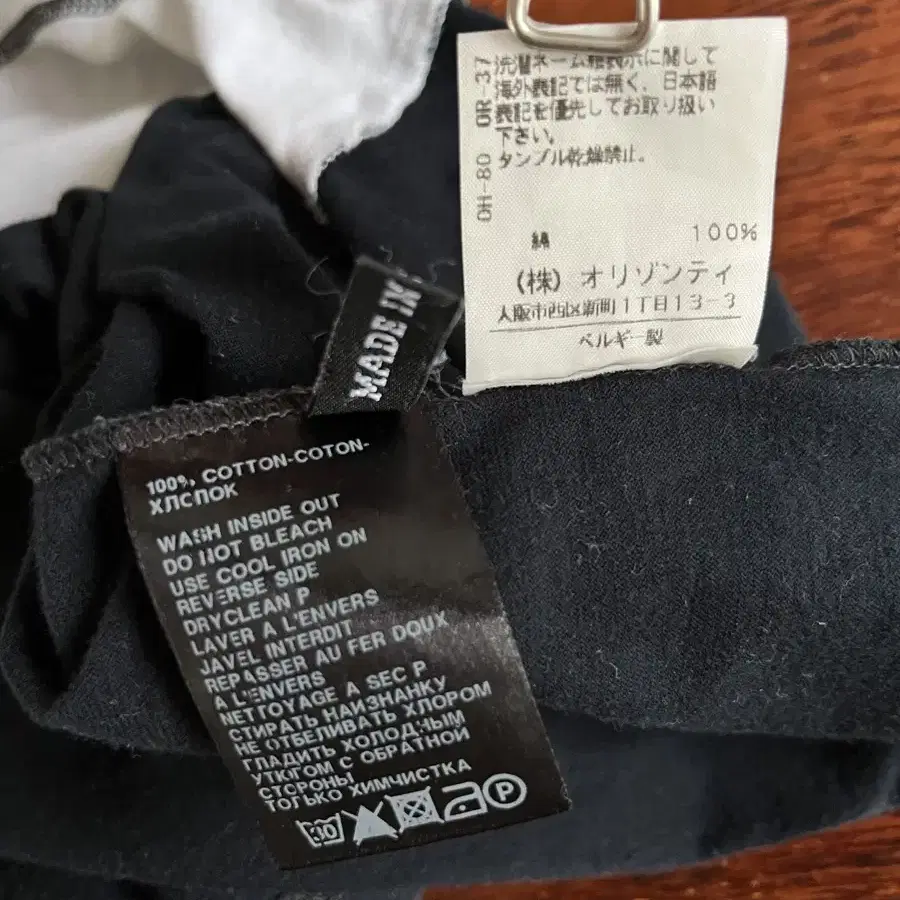 洗濯ネーム絵表示に関して
海外表記では無く、日本語
表記を優先してお取り扱い
下さい。
タンブル乾燥禁止。
OH-80 OR-37
綿 100%
(株)オリゾンティ
大阪市西区新町1丁目13-3
ベルギー製
MADE IN
100% COTTON-COTON-
ХЛСПОК
WASH INSIDE OUT
DO NOT BLEACH
USE COOL IRON ON
REVERSE SIDE
DRYCLEAN P
LAVER A L'ENVERS
JAVEL INTERDIT
REPASSER AU FER DOUX
A L'ENVERS
NETTOYAGE A SEC P
СТИРАТЬ НАИЗНАНКУ
НЕ ОТБЕЛИВАТЬ ХЛОРОМ
ГЛАДИТЬ ХОЛОДНЫМ
УТЮГОМ С ОБРАТНОЙ
СТОРОНЫ
ТОЛЬКО ХИМЧИСТКА
30 P